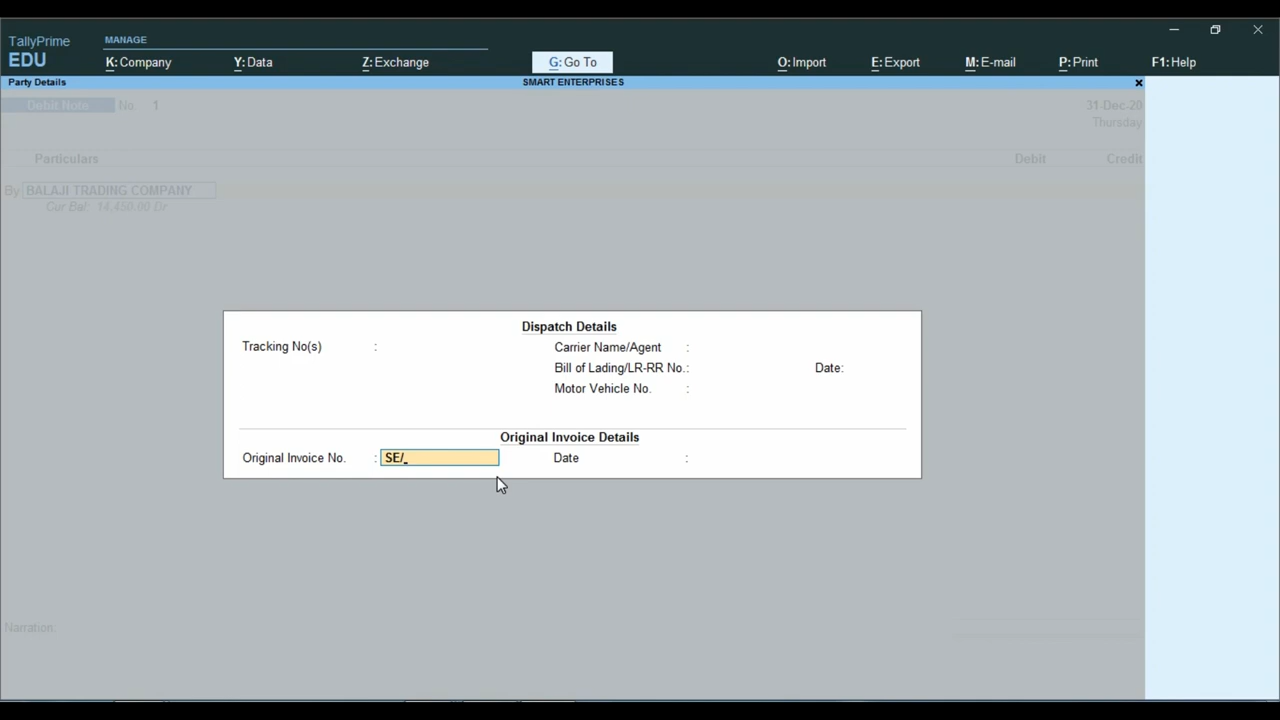 TallyPrime
EDU
MANAGE
K: Company
Y: Data
Z: Exchange
G: Go To
O: Import
E: Export
M: E-mail
P: Print
F1: Help
Party Details
SMART ENTERPRISES
Debit Note No. 1
31-Dec-20
Thursday
Particulars
Debit
Credit
By BALAJI TRADING COMPANY
Cur Bal: 14,450.00 Dr
Dispatch Details
Tracking No(s) :
Carrier Name/Agent :
Bill of Lading/LR-RR No. :
Date:
Motor Vehicle No. :
Original Invoice Details
Original Invoice No. : SE/_
Date :
Narration: